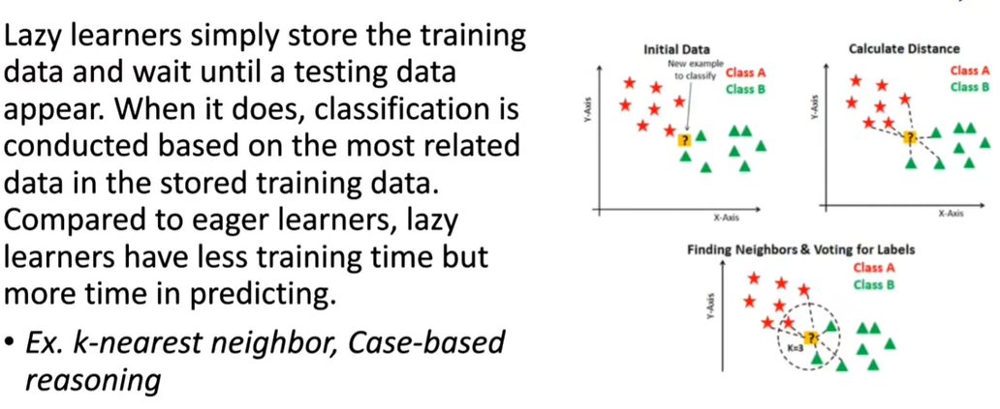 Lazy learners simply store the training
data and wait until a testing data
appear. When it does, classification is
conducted based on the most related
data in the stored training data.
Compared to eager learners, lazy
learners have less training time but
more time in predicting.
• Ex. k-nearest neighbor, Case-based
reasoning
Initial Data
New example
to classify
Class A
Class B
?
Y-Axis
X-Axis
Calculate Distance
Class A
Class B
?
Y-Axis
X-Axis
Finding Neighbors & Voting for Labels
Class A
Class B
?
K=3
Y-Axis